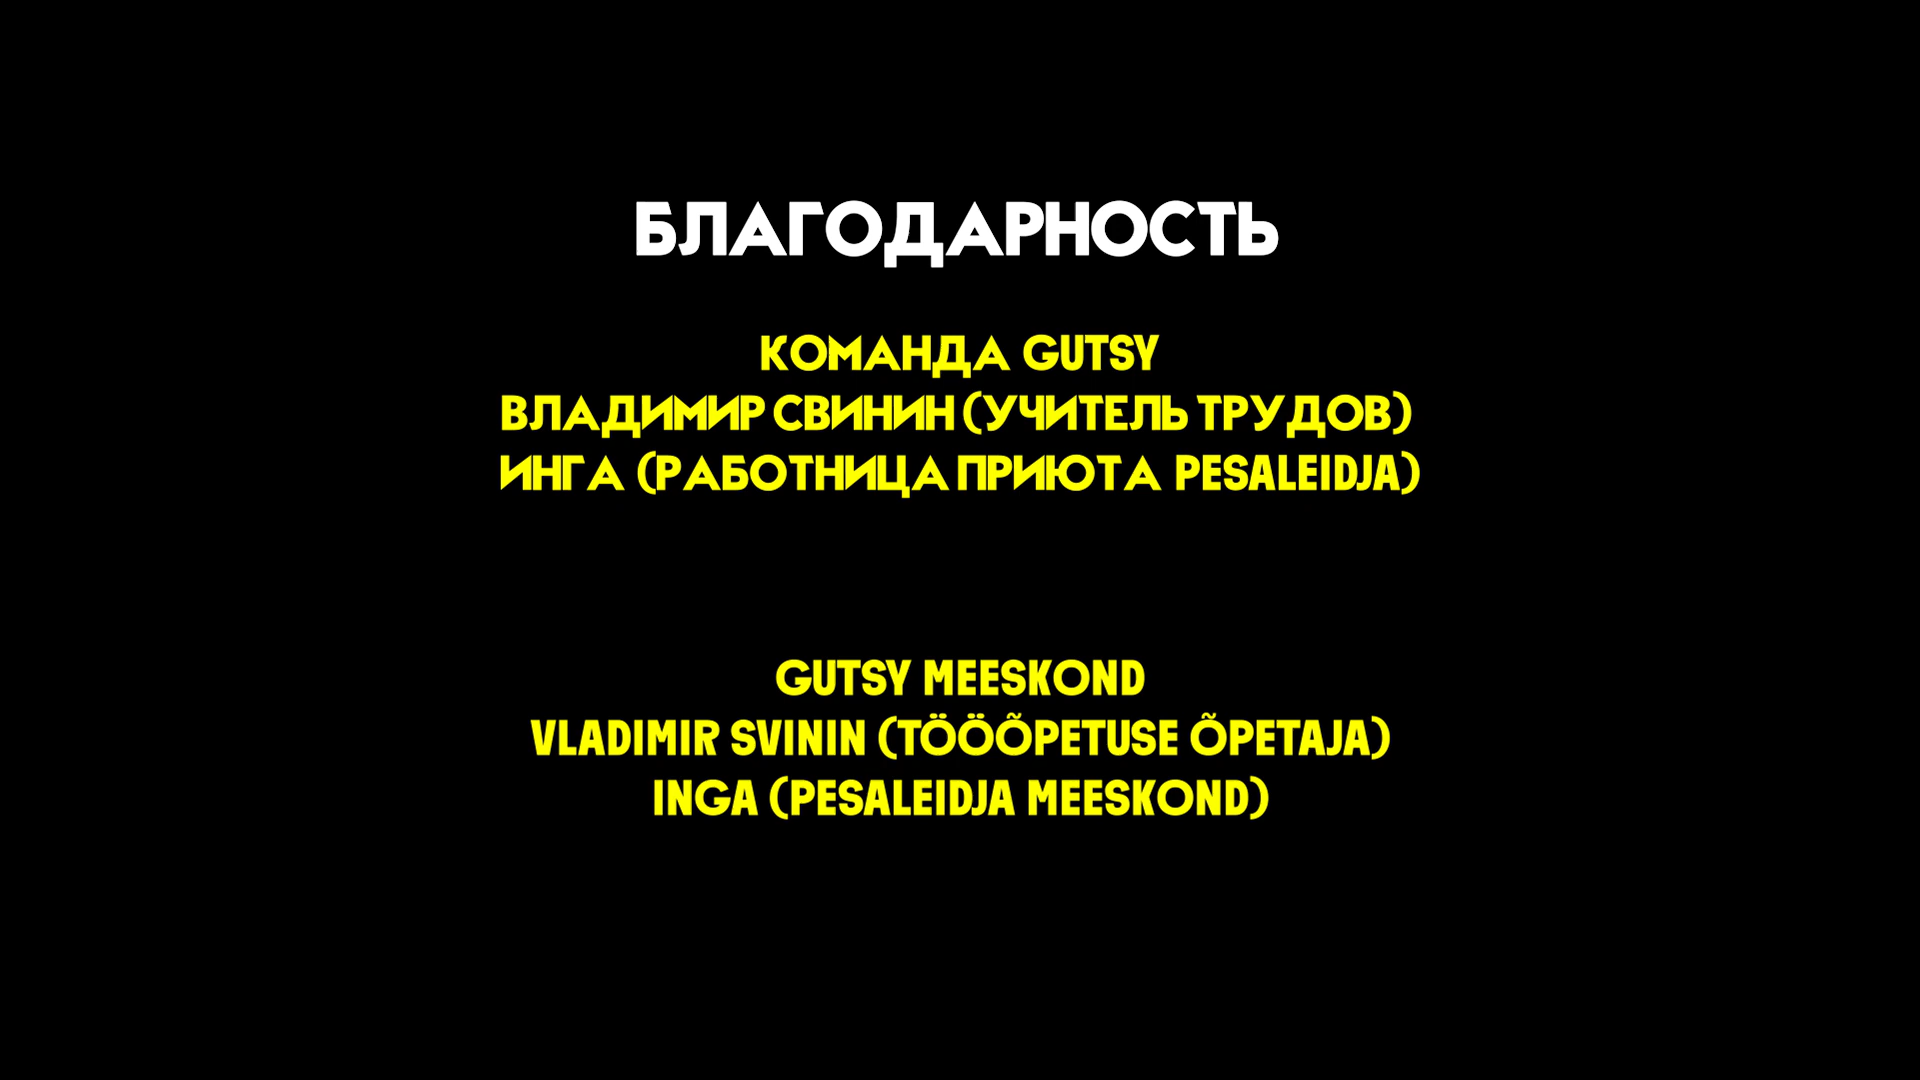 БЛАГОДАРНОСТЬ
КОМАНДА GUTSY
ВЛАДИМИР СВИНИН (УЧИТЕЛЬ ТРУДОВ)
ИНГА (РАБОТНИЦА ПРИЮТА PESALEIDJA)
GUTSY MEESKOND
VLADIMIR SVININ (TÖÖÕPETUSE ÕPETAJA)
INGA (PESALEIDJA MEESKOND)